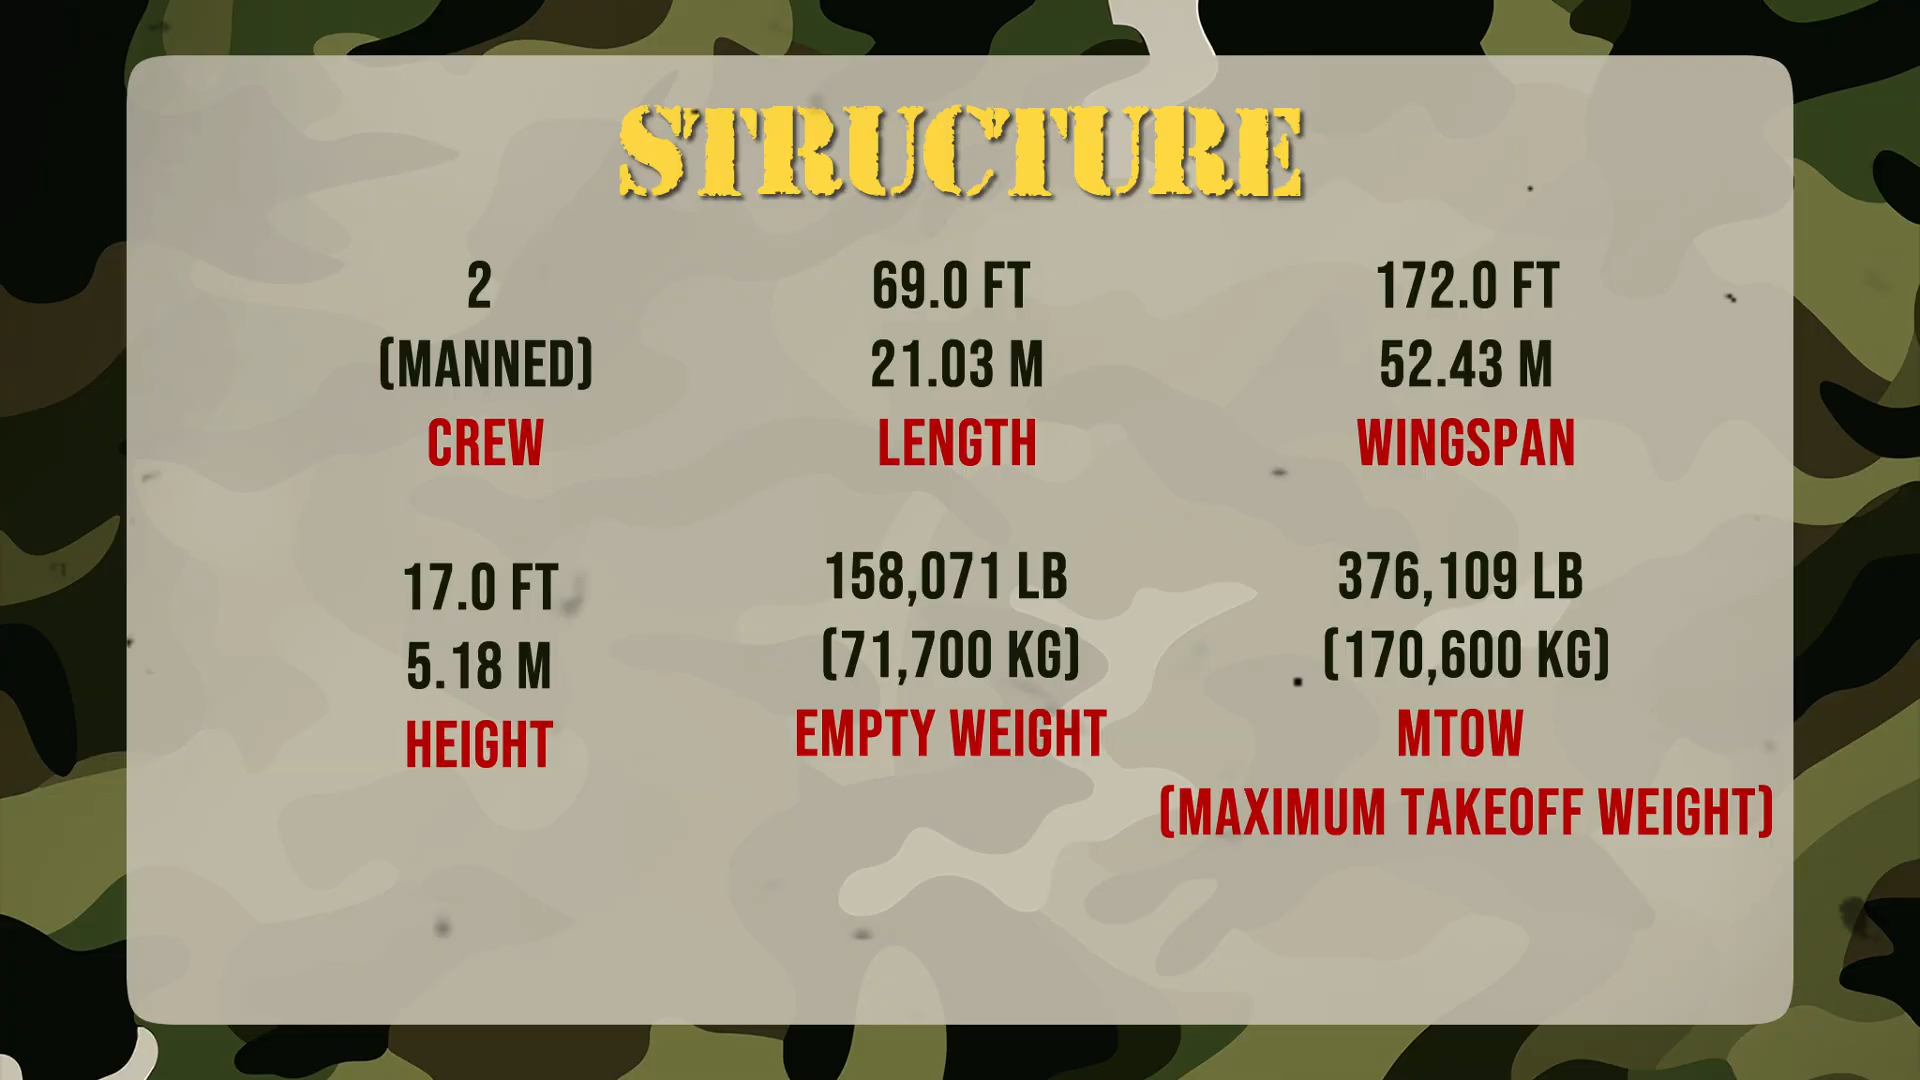 STRUCTURE
2
(MANNED)
CREW
69.0 FT
21.03 M
LENGTH
172.0 FT
52.43 M
WINGSPAN
17.0 FT
5.18 M
HEIGHT
158,071 LB
(71,700 KG)
EMPTY WEIGHT
376,109 LB
(170,600 KG)
MTOW
(MAXIMUM TAKEOFF WEIGHT)